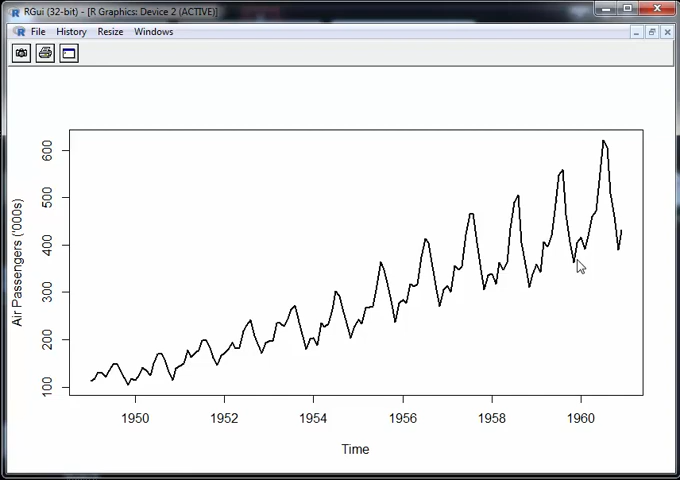 RGui (32-bit) - [R Graphics: Device 2 (ACTIVE)]
File History Resize Windows
Air Passengers ('000s)
600
500
400
300
200
100
1950 1952 1954 1956 1958 1960
Time